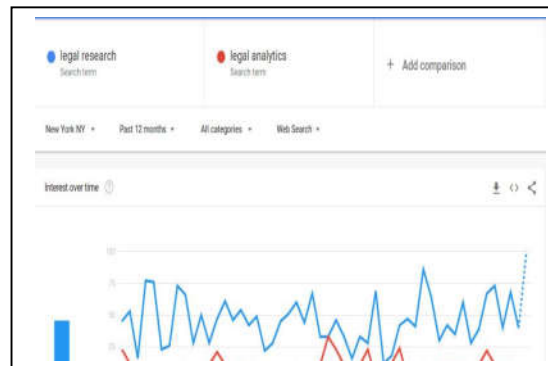 legal research
Search term
legal analytics
Search term
+ Add comparison
New York NY
Past 12 months
All categories
Web Search
Interest over time
100
75
50
25